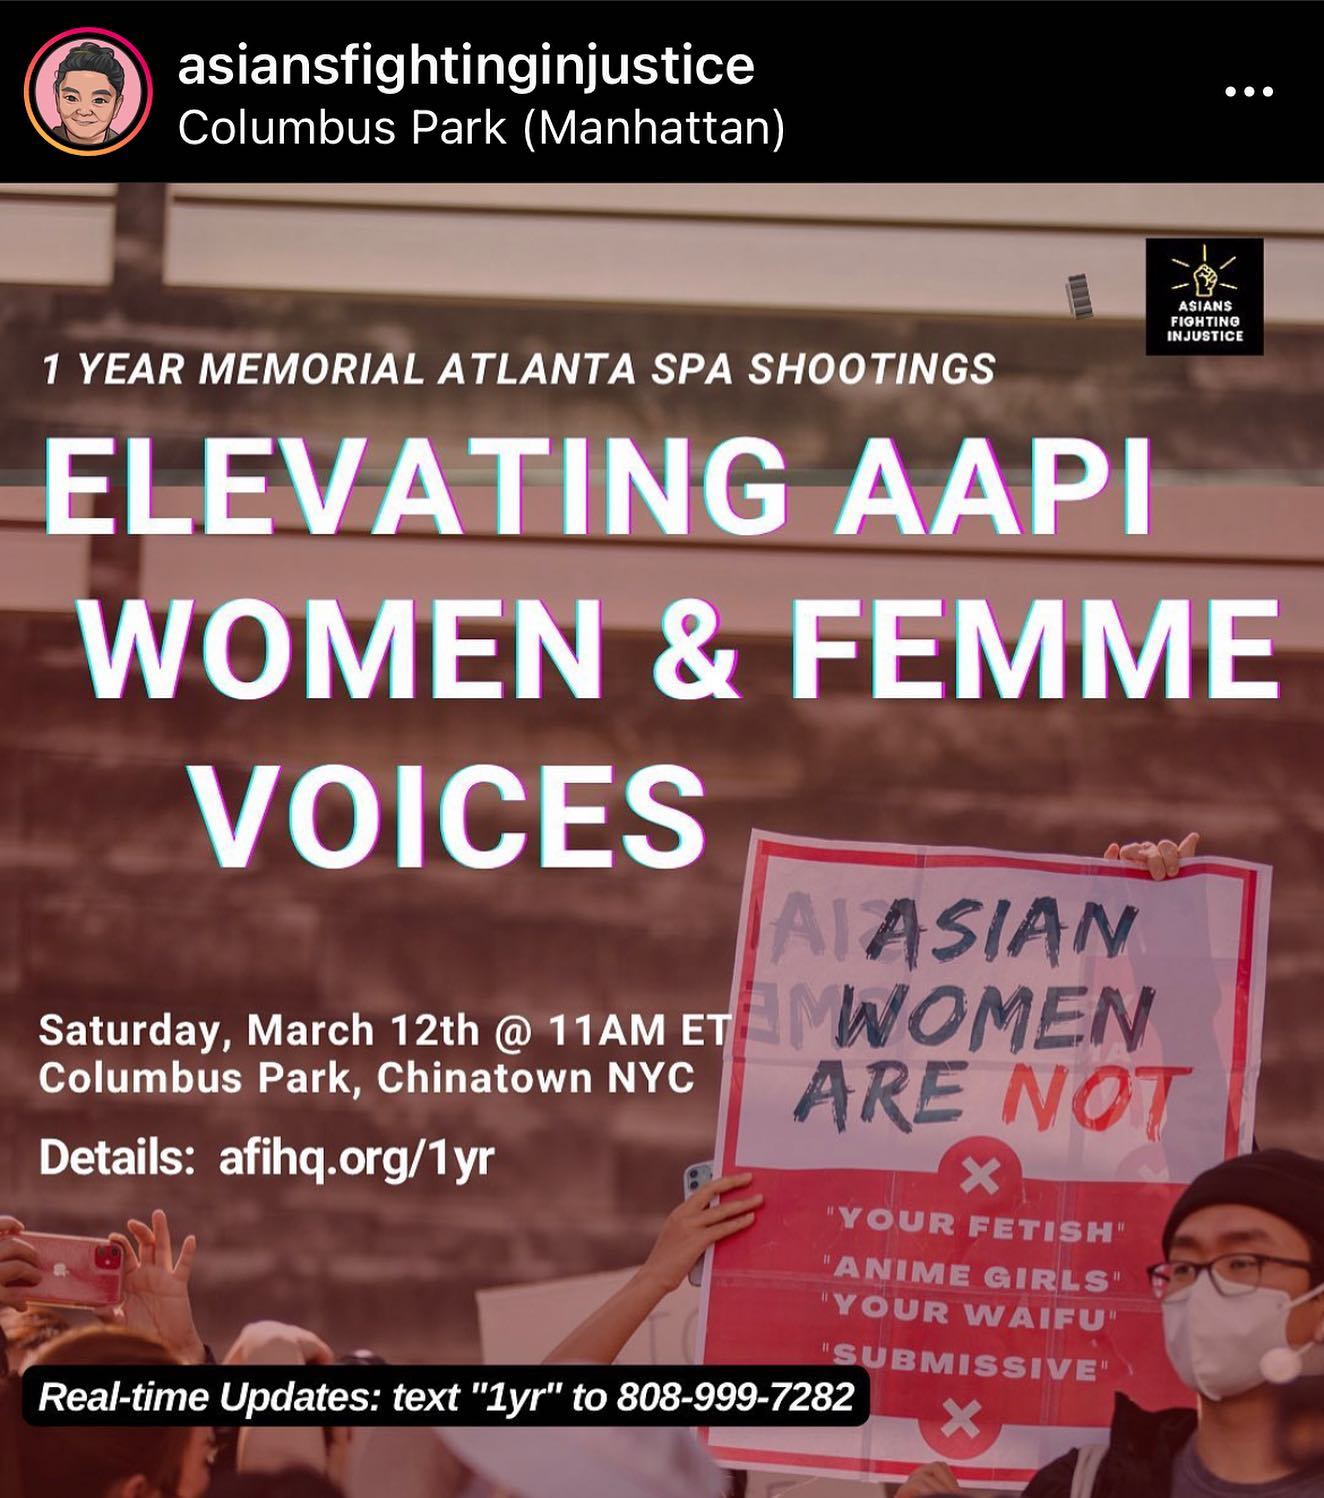 asiansfightinginjustice
Columbus Park (Manhattan)
ASIANS
FIGHTING
INJUSTICE
1 YEAR MEMORIAL ATLANTA SPA SHOOTINGS
ELEVATING AAPI
WOMEN & FEMME
VOICES
Saturday, March 12th @ 11AM ET
Columbus Park, Chinatown NYC
Details: afihq.org/1yr
ASIAN
WOMEN
ARE NOT
"YOUR FETISH"
"ANIME GIRLS"
"YOUR WAIFU"
"SUBMISSIVE"
Real-time Updates: text "1yr" to 808-999-7282